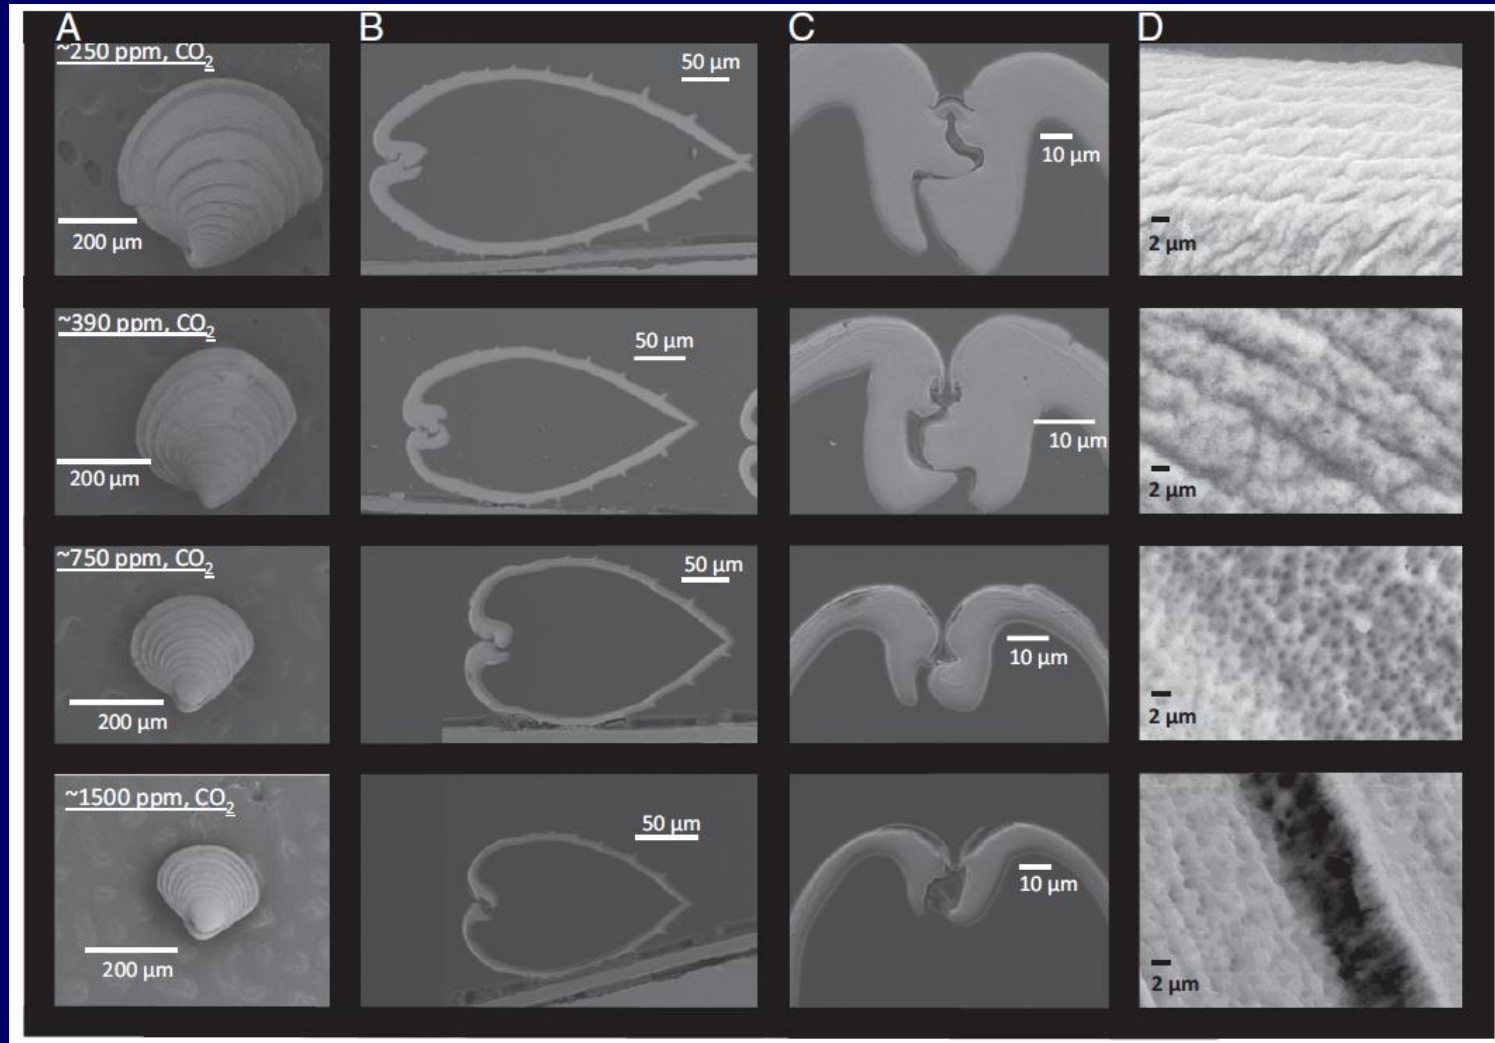 A B C D
~250 ppm, CO2
200 µm
50 µm
10 µm
2 µm
~390 ppm, CO2
200 µm
50 µm
10 µm
2 µm
~750 ppm, CO2
200 µm
50 µm
10 µm
2 µm
~1500 ppm, CO2
200 µm
50 µm
10 µm
2 µm